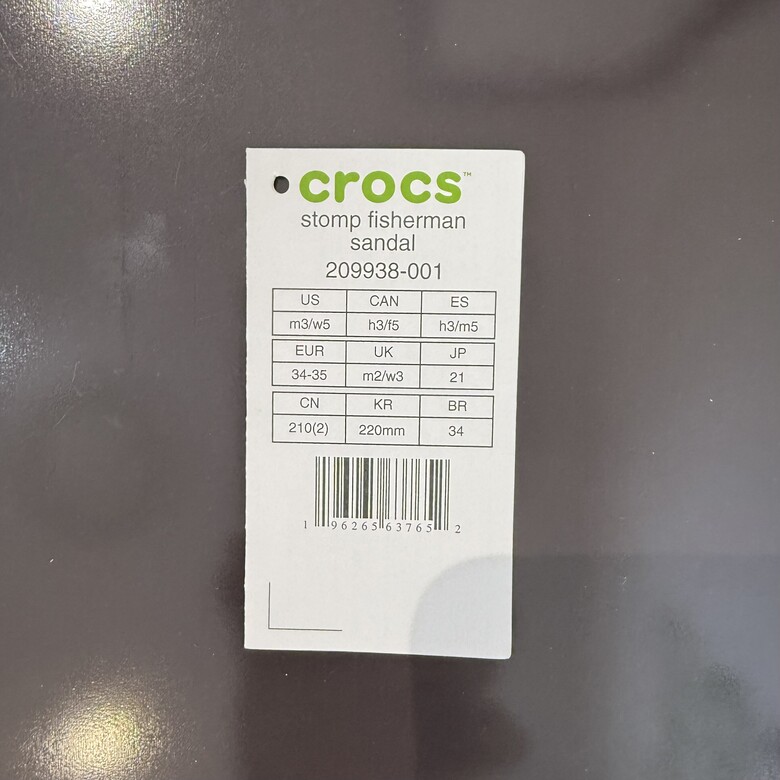 crocs™
stomp fisherman
sandal
209938-001
US CAN ES
m3/w5 h3/f5 h3/m5
EUR UK JP
34-35 m2/w3 21
CN KR BR
210(2) 220mm 34
1 96265 63765 2